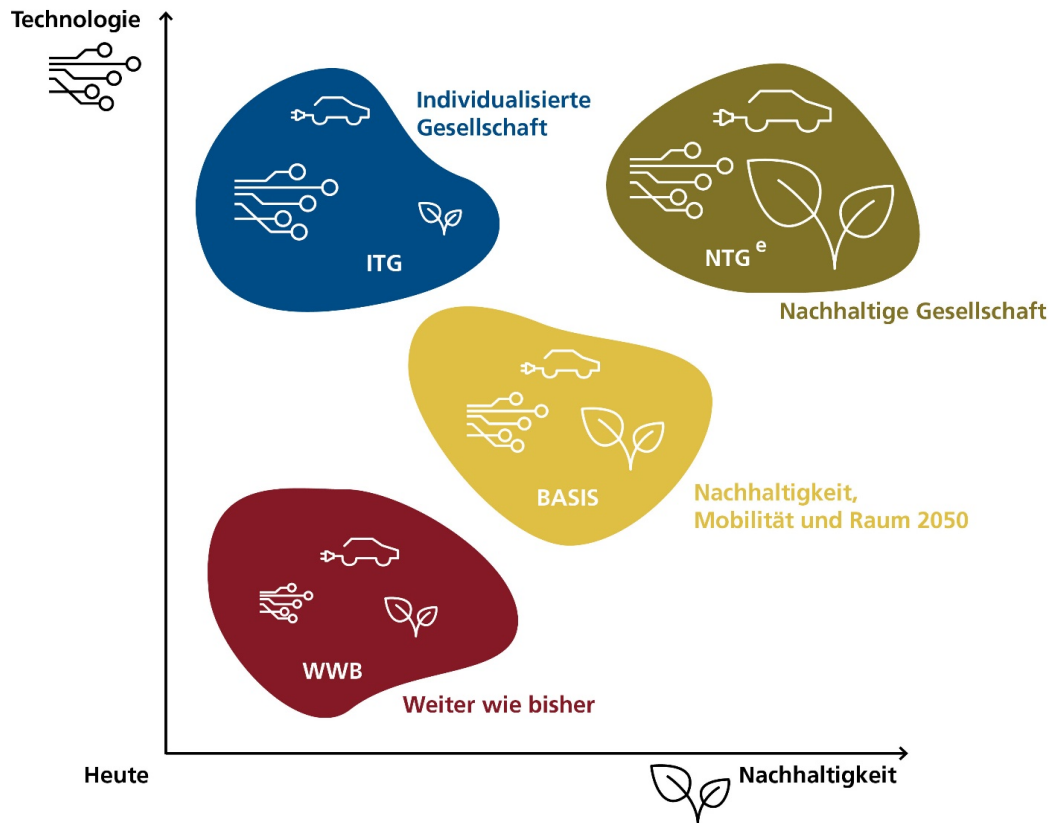 Technologie
Individualisierte
Gesellschaft
ITG
NTG e
Nachhaltige Gesellschaft
BASIS
Nachhaltigkeit,
Mobilität und Raum 2050
WWB
Weiter wie bisher
Heute
Nachhaltigkeit